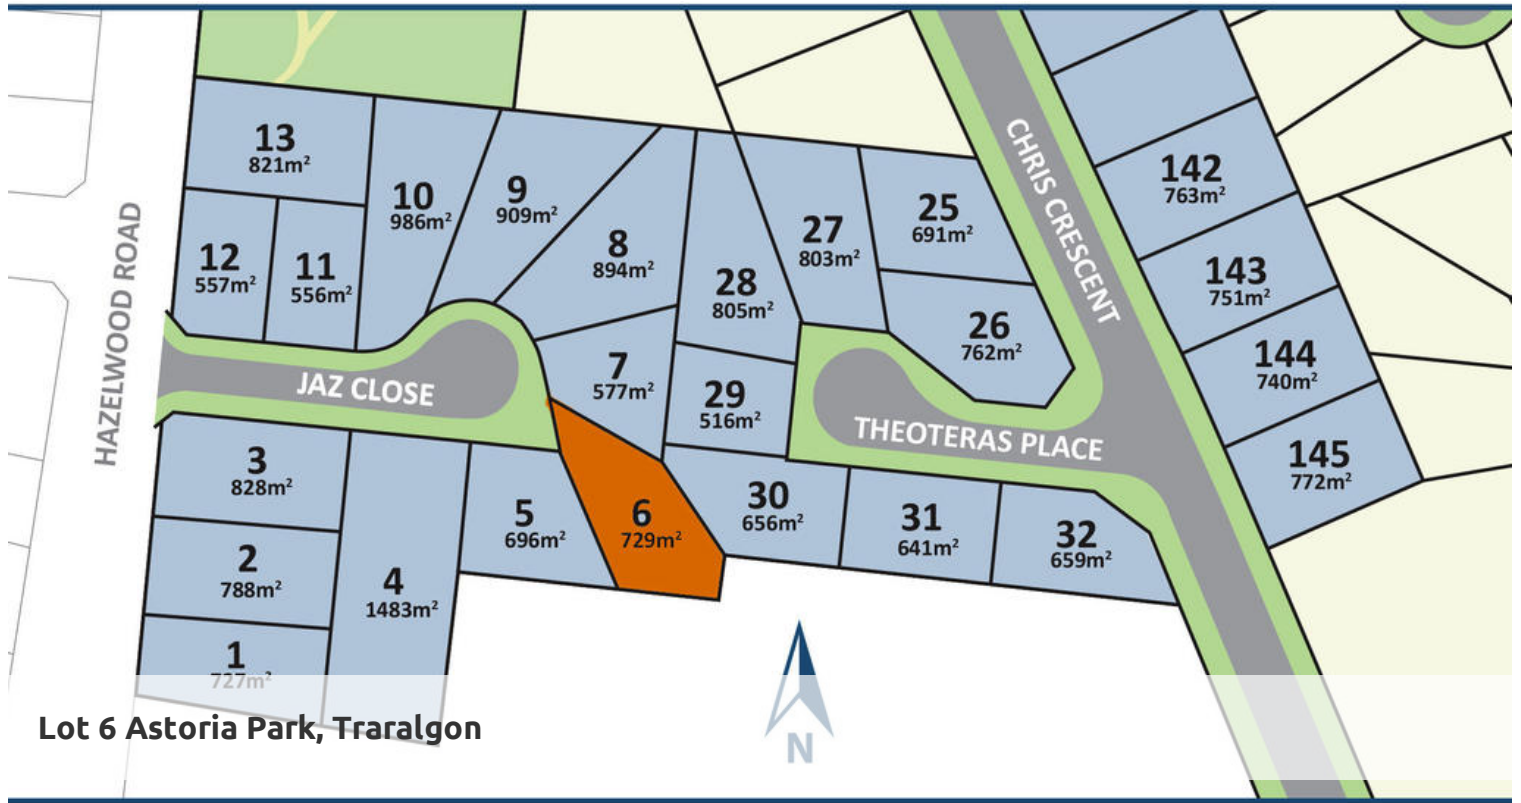 13
821m²
10
986m²
9
909m²
8
894m²
12
557m²
11
556m²
28
805m²
27
803m²
25
691m²
26
762m²
CHRIS CRESCENT
142
763m²
143
751m²
144
740m²
145
772m²
HAZELWOOD ROAD
JAZ CLOSE
7
577m²
29
516m²
THEOTERAS PLACE
3
828m²
2
788m²
1
727m²
4
1483m²
5
696m²
6
729m²
30
656m²
31
641m²
32
659m²
Lot 6 Astoria Park, Traralgon
N